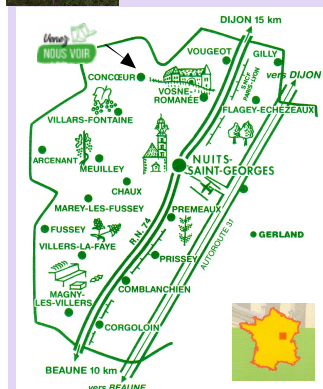 DIJON 15 km
Venez
NOUS VOIR
VOUGEOT
GILLY
vers DIJON
CONCŒUR
S.N.C.F.
PARIS-LYON
VOSNE-
ROMANÉE
FLAGEY-ECHÉZEAUX
VILLARS-FONTAINE
ARCENANT
MEUILLEY
NUITS-
SAINT-GEORGES
CHAUX
MAREY-LES-FUSSEY
PREMEAUX
FUSSEY
R.N. 74
AUTOROUTE 31
GERLAND
VILLERS-LA-FAYE
PRISSEY
MAGNY-
LES-VILLERS
COMBLANCHIEN
CORGOLOIN
BEAUNE 10 km
vers BEAUNE